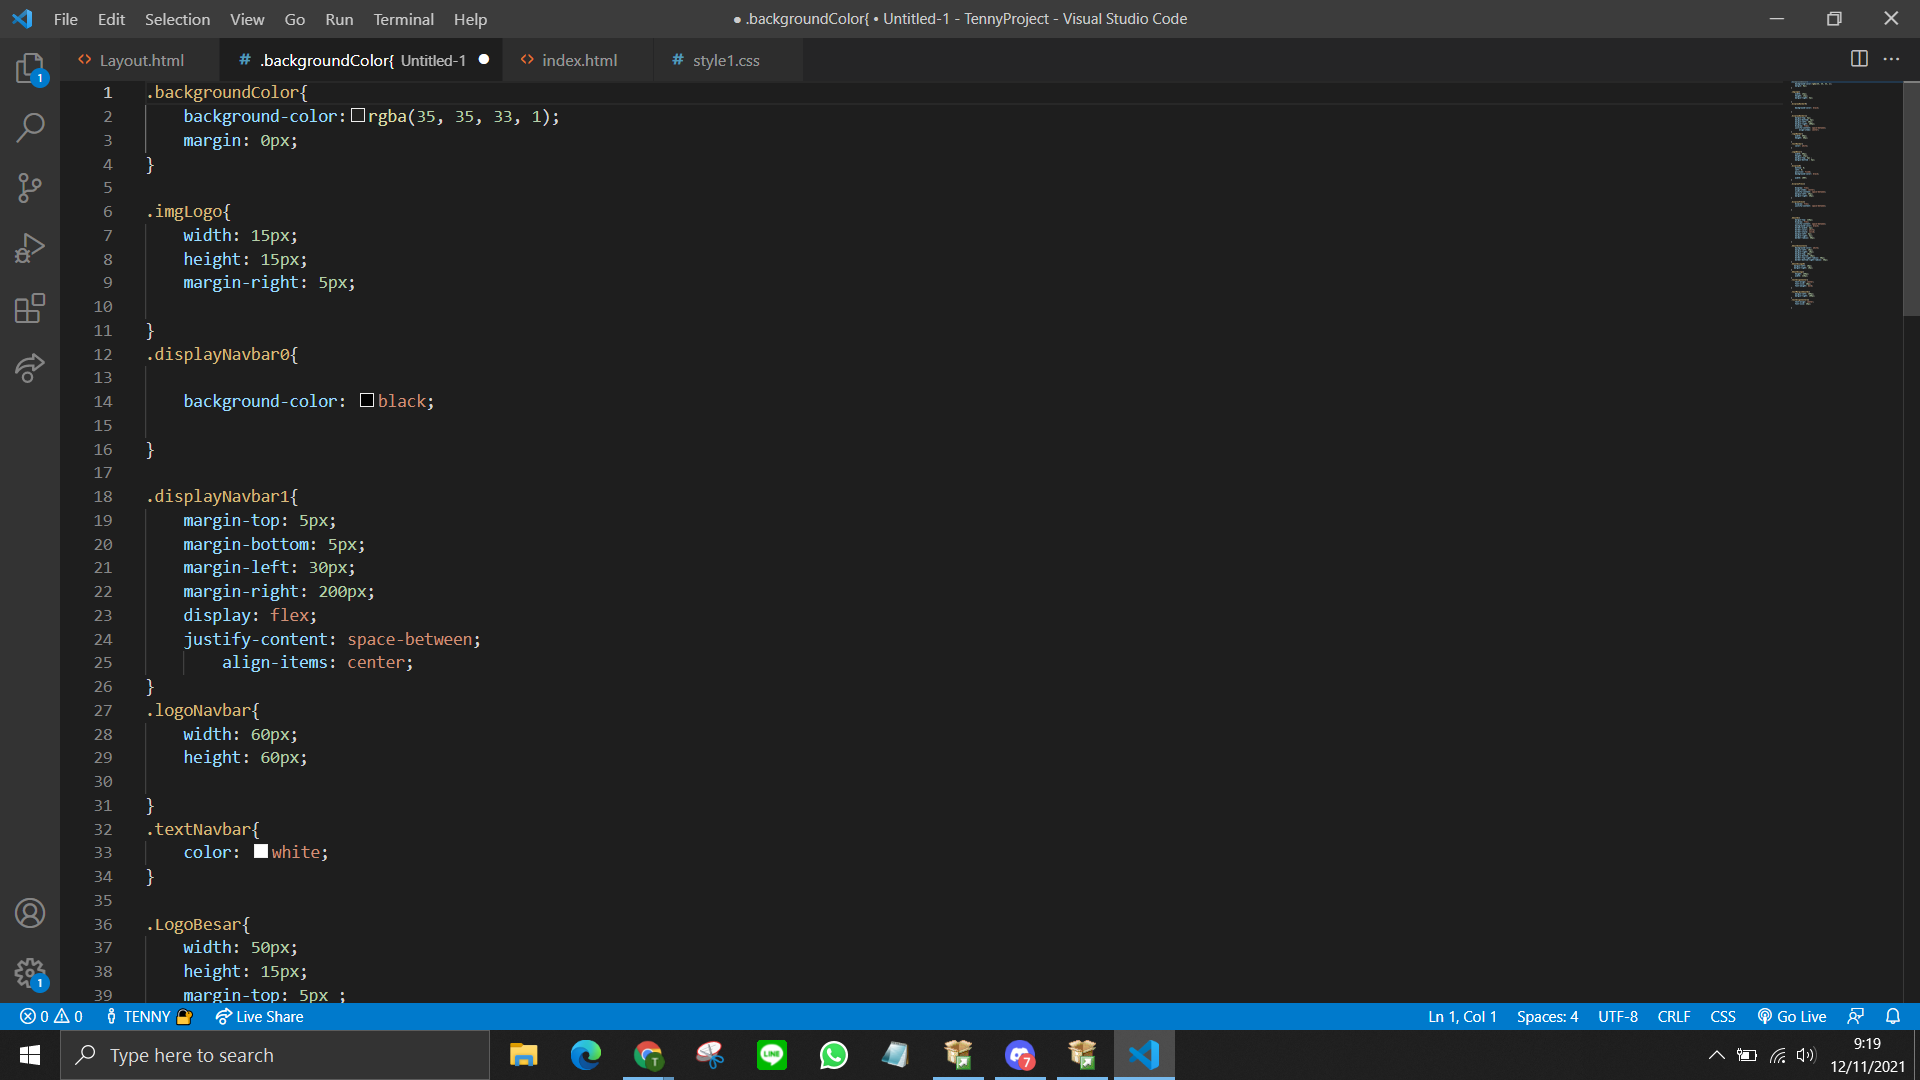 File Edit Selection View Go Run Terminal Help
● .backgroundColor{ • Untitled-1 - TennyProject - Visual Studio Code
Layout.html
# .backgroundColor{ Untitled-1 ●
index.html
# style1.css
1 .backgroundColor{
2 background-color: rgba(35, 35, 33, 1);
3 margin: 0px;
4 }
5
6 .imgLogo{
7 width: 15px;
8 height: 15px;
9 margin-right: 5px;
10
11 }
12 .displayNavbar0{
13
14 background-color: black;
15
16 }
17
18 .displayNavbar1{
19 margin-top: 5px;
20 margin-bottom: 5px;
21 margin-left: 30px;
22 margin-right: 200px;
23 display: flex;
24 justify-content: space-between;
25 align-items: center;
26 }
27 .logoNavbar{
28 width: 60px;
29 height: 60px;
30
31 }
32 .textNavbar{
33 color: white;
34 }
35
36 .LogoBesar{
37 width: 50px;
38 height: 15px;
39 margin-top: 5px ;
1
1
0 0 TENNY Live Share
Ln 1, Col 1 Spaces: 4 UTF-8 CRLF CSS Go Live
Type here to search
T
LINE
7
9:19
12/11/2021